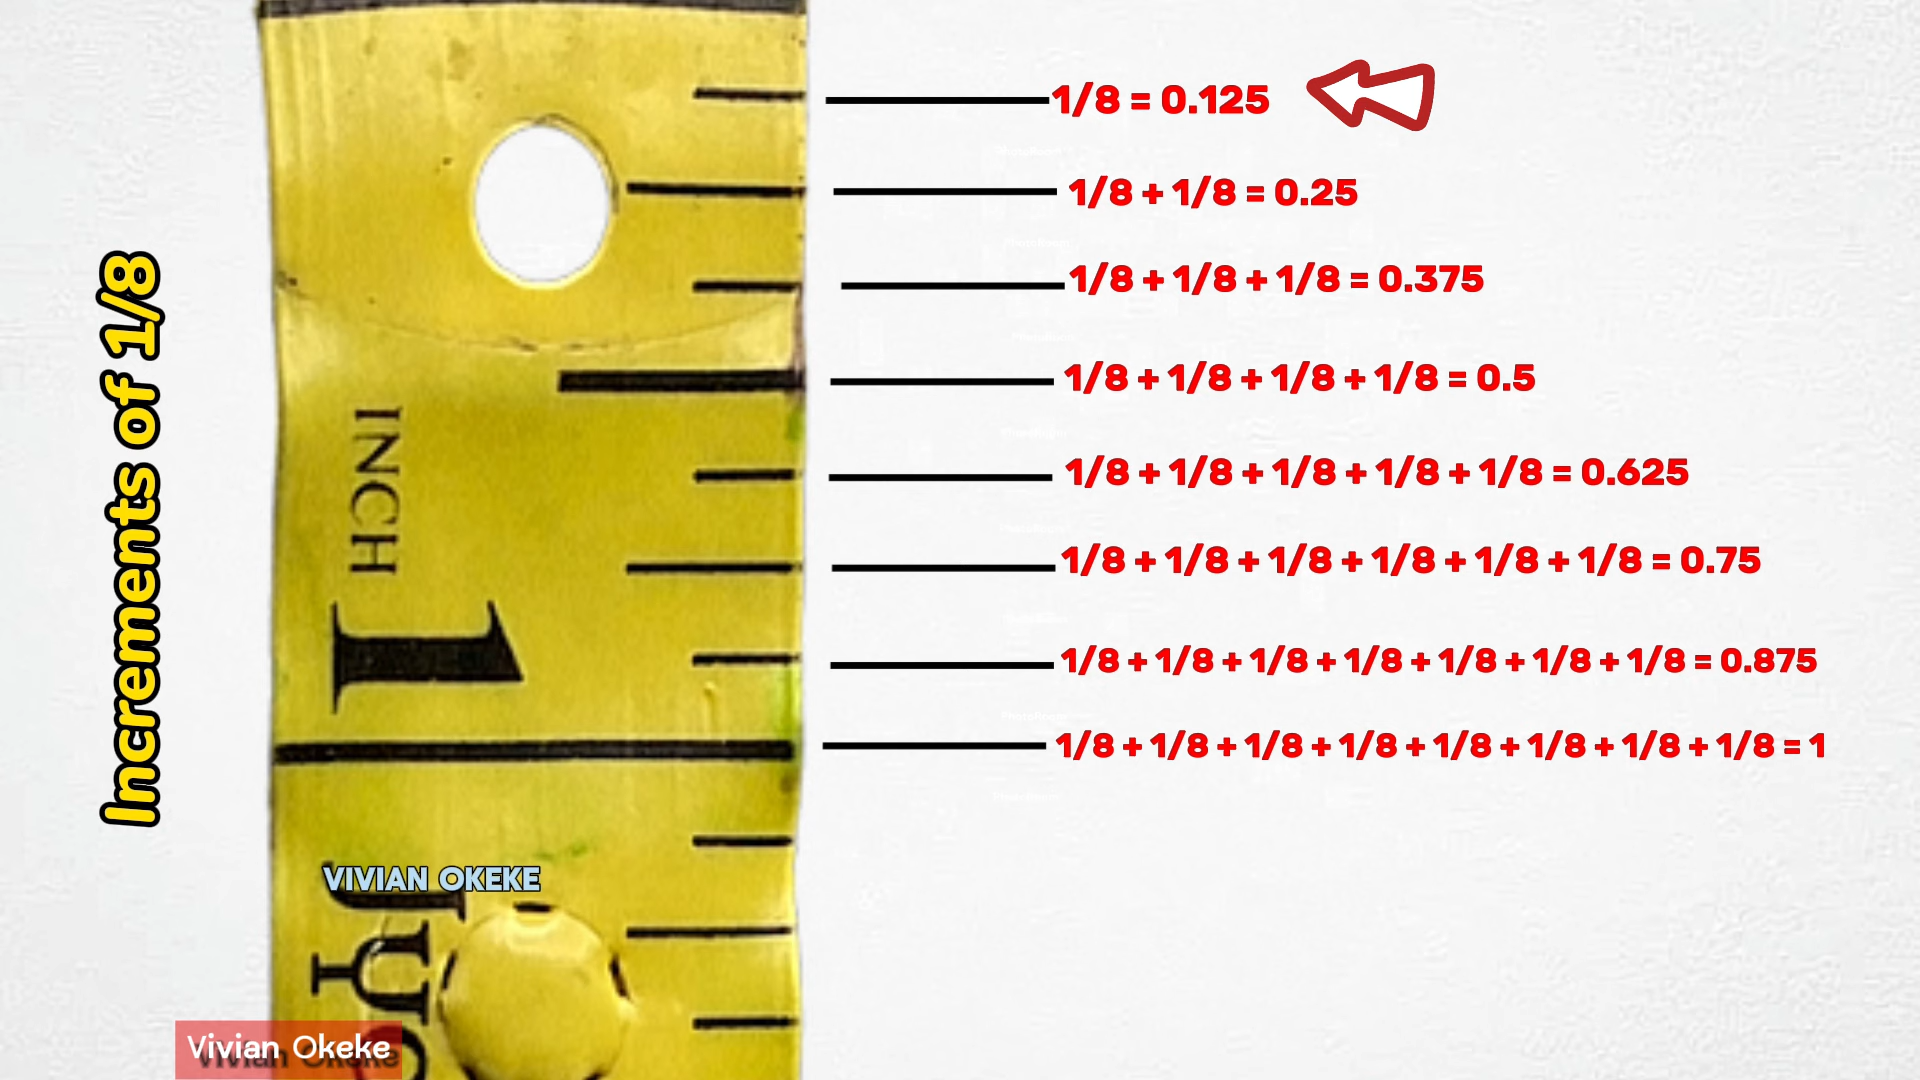 Increments of 1/8
1/8 = 0.125
1/8 + 1/8 = 0.25
1/8 + 1/8 + 1/8 = 0.375
1/8 + 1/8 + 1/8 + 1/8 = 0.5
1/8 + 1/8 + 1/8 + 1/8 + 1/8 = 0.625
1/8 + 1/8 + 1/8 + 1/8 + 1/8 + 1/8 = 0.75
1/8 + 1/8 + 1/8 + 1/8 + 1/8 + 1/8 + 1/8 = 0.875
1/8 + 1/8 + 1/8 + 1/8 + 1/8 + 1/8 + 1/8 + 1/8 = 1
INCH
1
VIVIAN OKEKE
Vivian Okeke